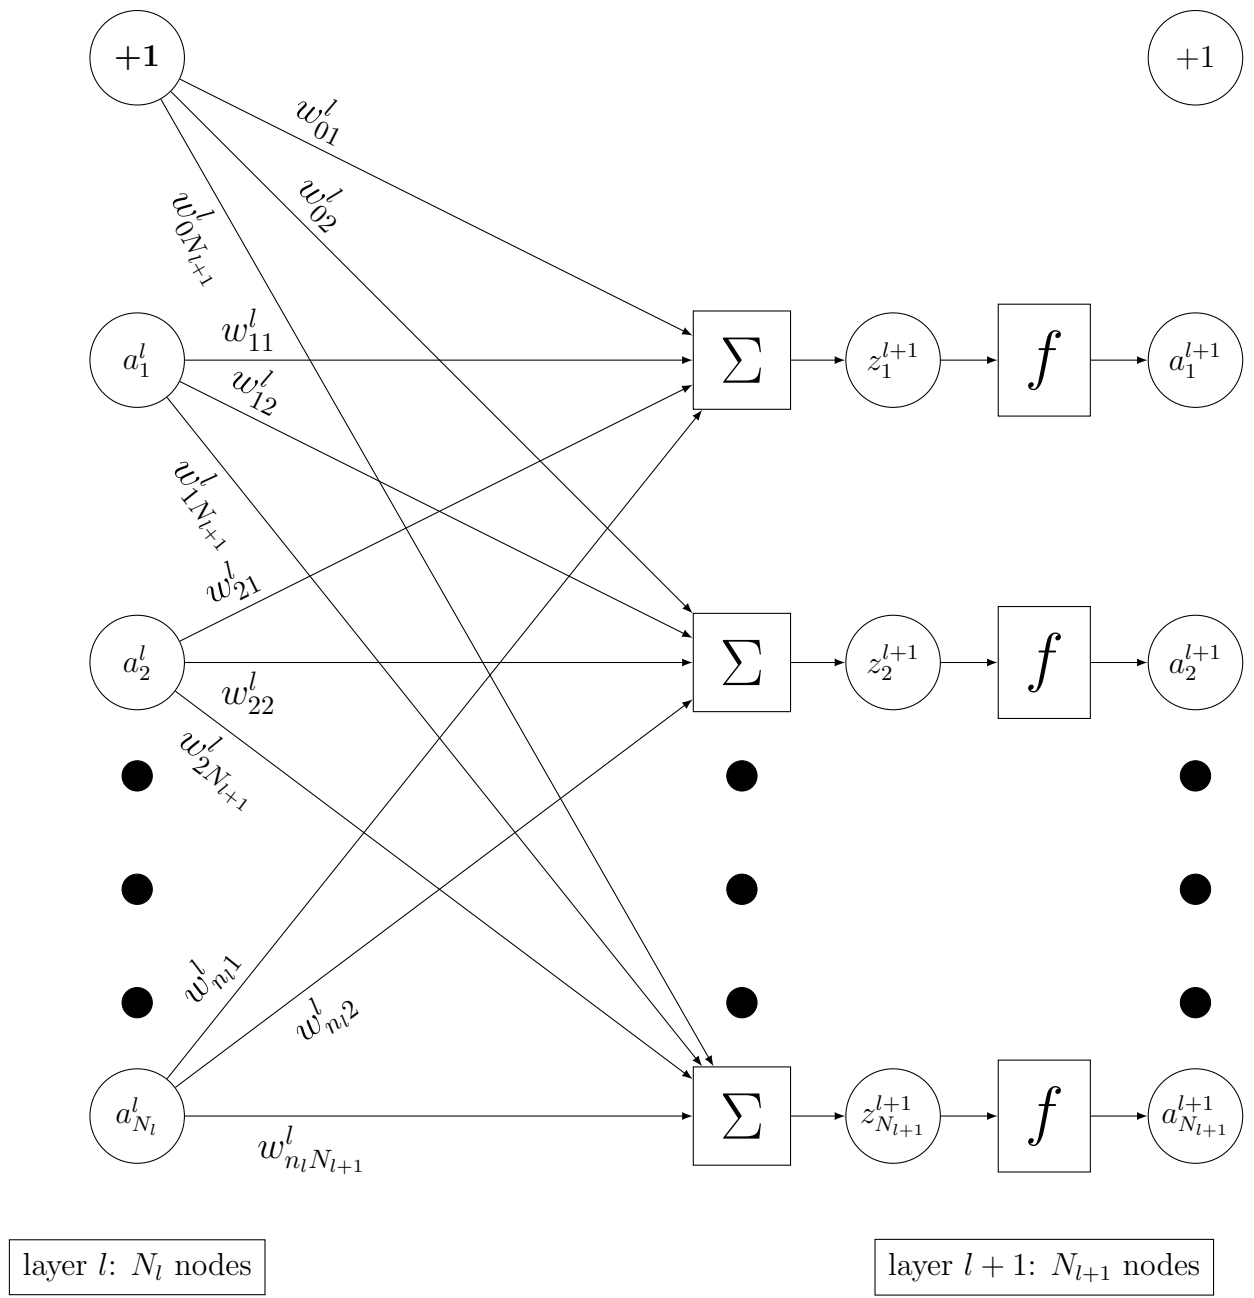 +1 +1
w^l_{01}
w^l_{02}
w^l_{0N_{l+1}}
w^l_{11}
a^l_1 Σ z^{l+1}_1 f a^{l+1}_1
w^l_{12}
w^l_{1N_{l+1}}
w^l_{21}
a^l_2 Σ z^{l+1}_2 f a^{l+1}_2
w^l_{22}
w^l_{2N_{l+1}}
w^l_{n_l1}
w^l_{n_l2}
a^l_{N_l} Σ z^{l+1}_{N_{l+1}} f a^{l+1}_{N_{l+1}}
w^l_{n_lN_{l+1}}
layer l: N_l nodes layer l + 1: N_{l+1} nodes